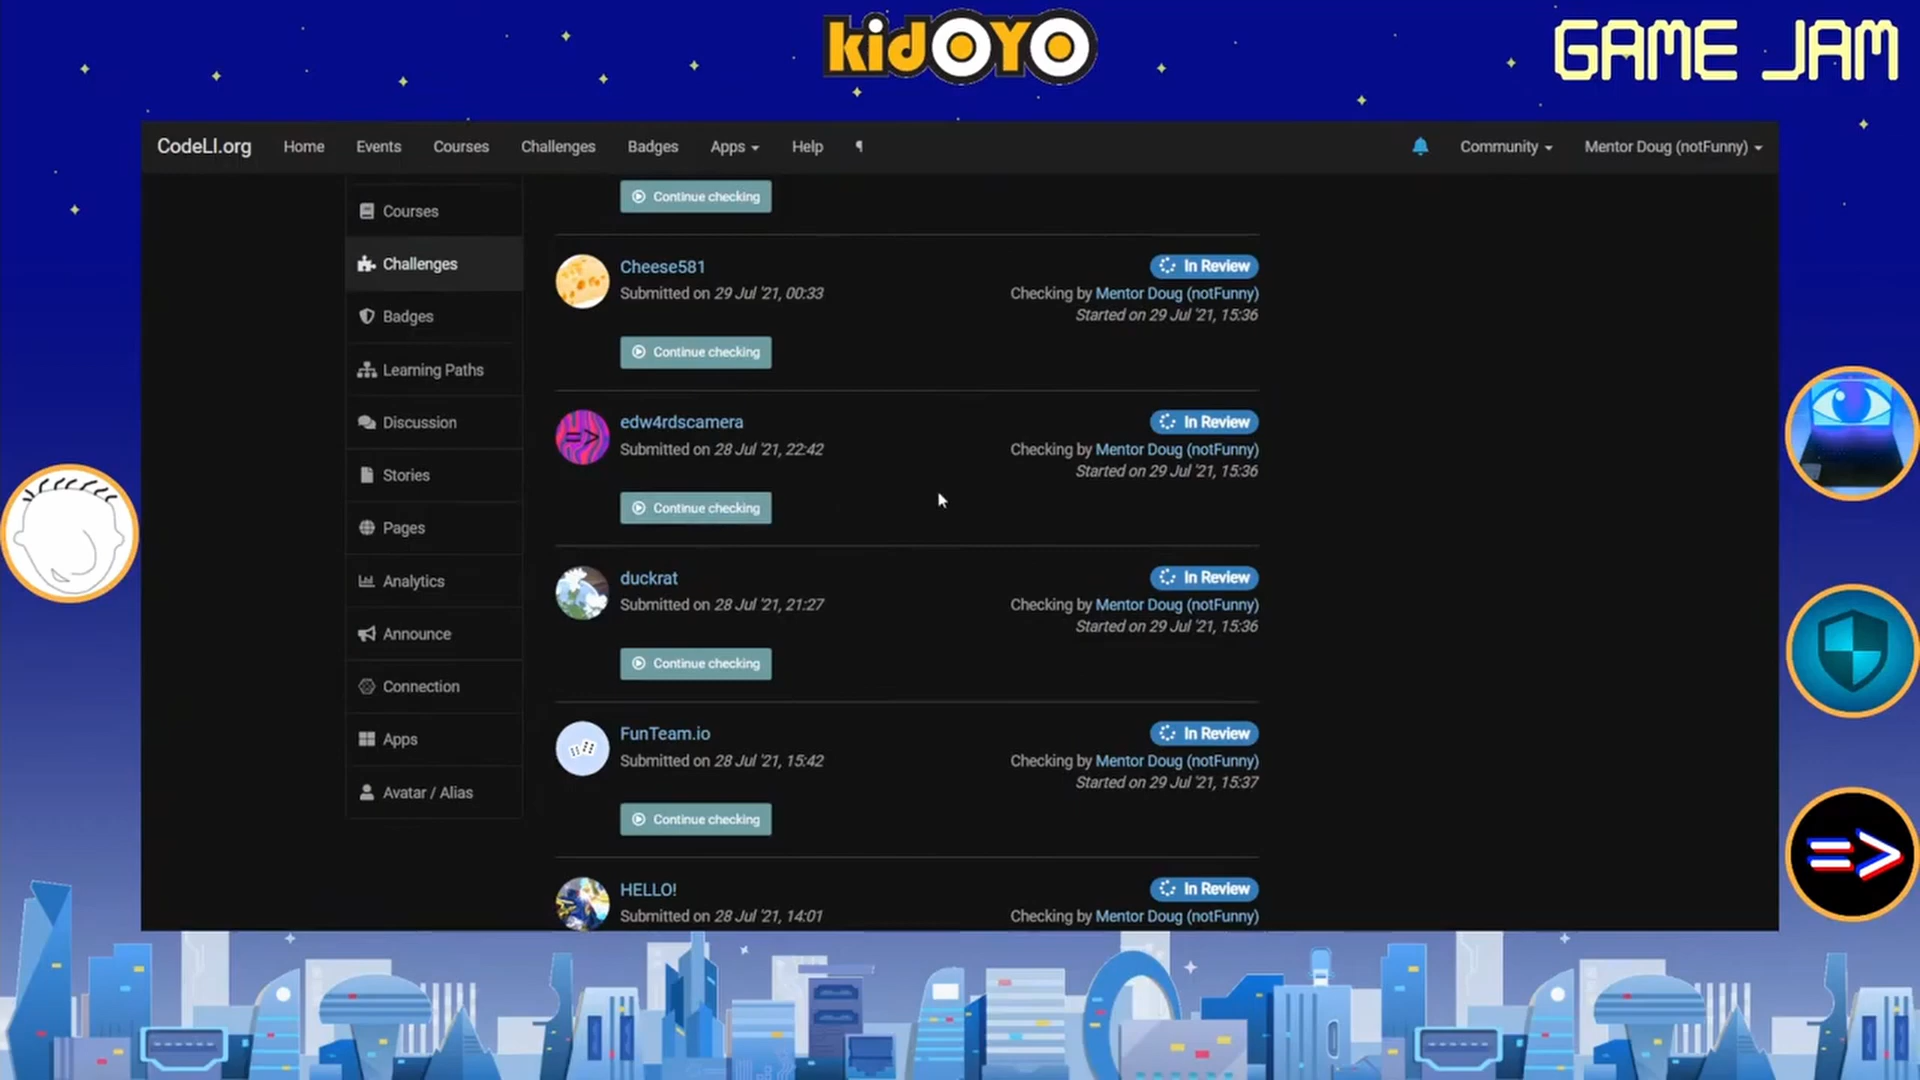 kidOYO
GAME JAM
CodeLI.org Home Events Courses Challenges Badges Apps Help ¶ Community Mentor Doug (notFunny)
Courses
Challenges
Badges
Learning Paths
Discussion
Stories
Pages
Analytics
Announce
Connection
Apps
Avatar / Alias
Continue checking
Cheese581 In Review
Submitted on 29 Jul '21, 00:33 Checking by Mentor Doug (notFunny)
Started on 29 Jul '21, 15:36
Continue checking
edw4rdscamera In Review
Submitted on 28 Jul '21, 22:42 Checking by Mentor Doug (notFunny)
Started on 29 Jul '21, 15:36
Continue checking
duckrat In Review
Submitted on 28 Jul '21, 21:27 Checking by Mentor Doug (notFunny)
Started on 29 Jul '21, 15:36
Continue checking
FunTeam.io In Review
Submitted on 28 Jul '21, 15:42 Checking by Mentor Doug (notFunny)
Started on 29 Jul '21, 15:37
Continue checking
HELLO! In Review
Submitted on 28 Jul '21, 14:01 Checking by Mentor Doug (notFunny)
=>
=>